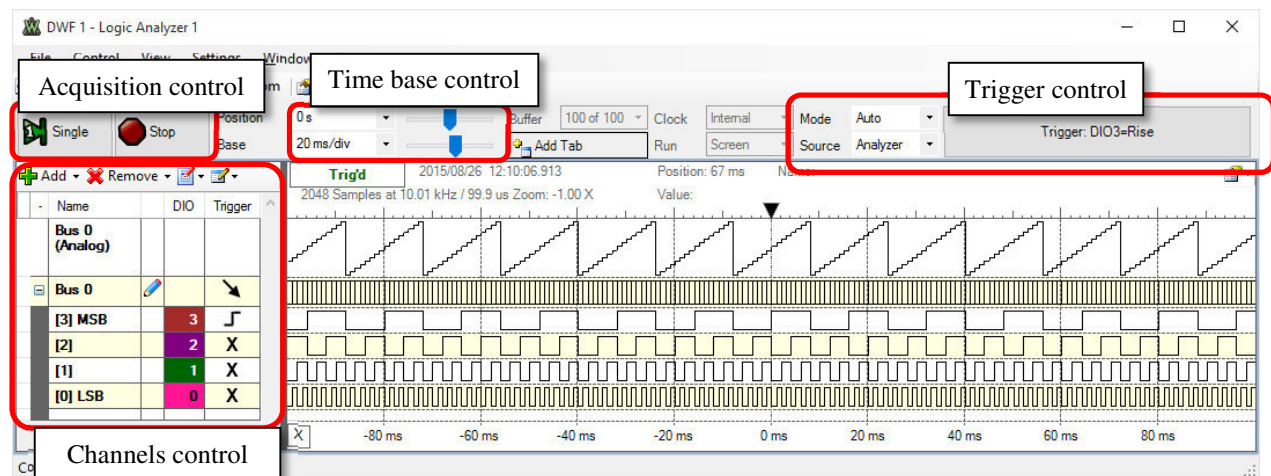 DWF 1 - Logic Analyzer 1
File Control View Settings Window
Acquisition control
Time base control
Trigger control
Single
Stop
Position
0 s
Buffer
100 of 100
Clock
Internal
Mode
Auto
Trigger: DIO3=Rise
Base
20 ms/div
Add Tab
Run
Screen
Source
Analyzer
Add
Remove
Trig'd
2015/08/26 12:10:06.913
Position: 67 ms
2048 Samples at 10.01 kHz / 99.9 us Zoom: -1.00 X
Value:
- Name DIO Trigger
Bus 0
(Analog)
Bus 0
[3] MSB 3
[2] 2 X
[1] 1 X
[0] LSB 0 X
X -80 ms -60 ms -40 ms -20 ms 0 ms 20 ms 40 ms 60 ms 80 ms
Channels control